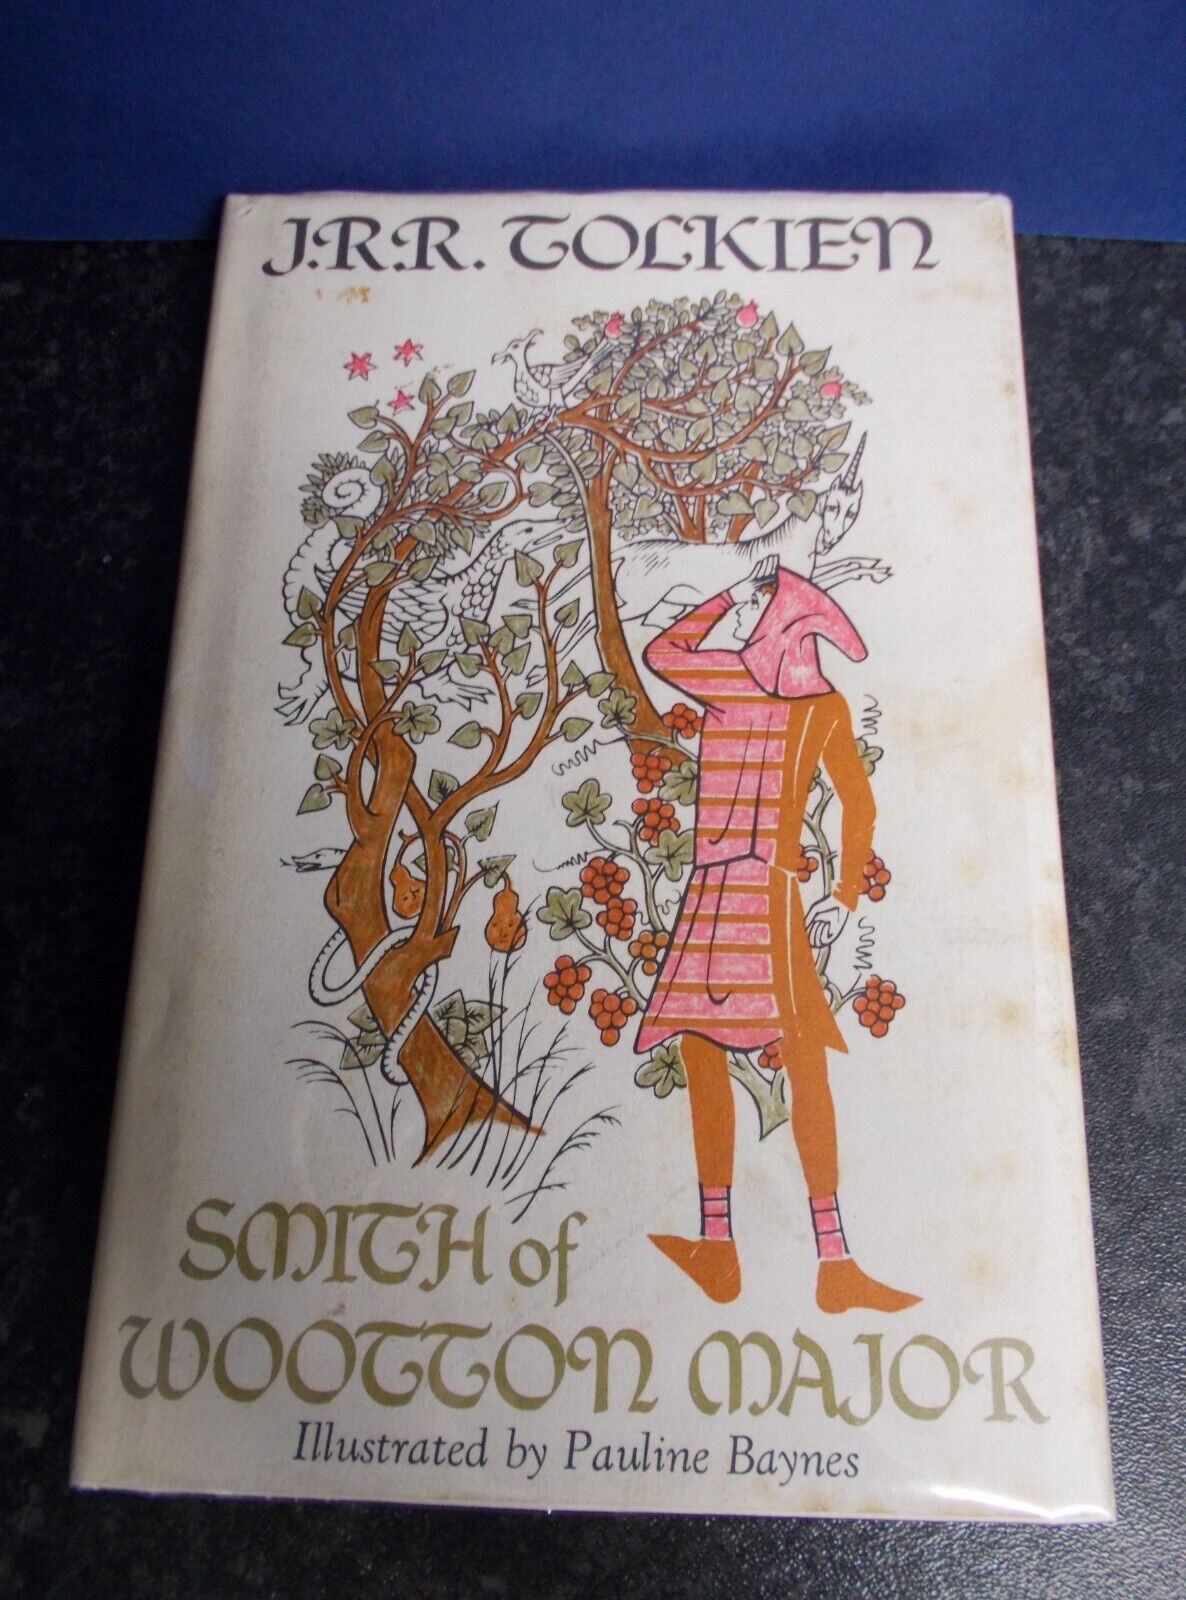 J.R.R. TOLKIEN
SMITH of
WOOTTON MAJOR
Illustrated by Pauline Baynes